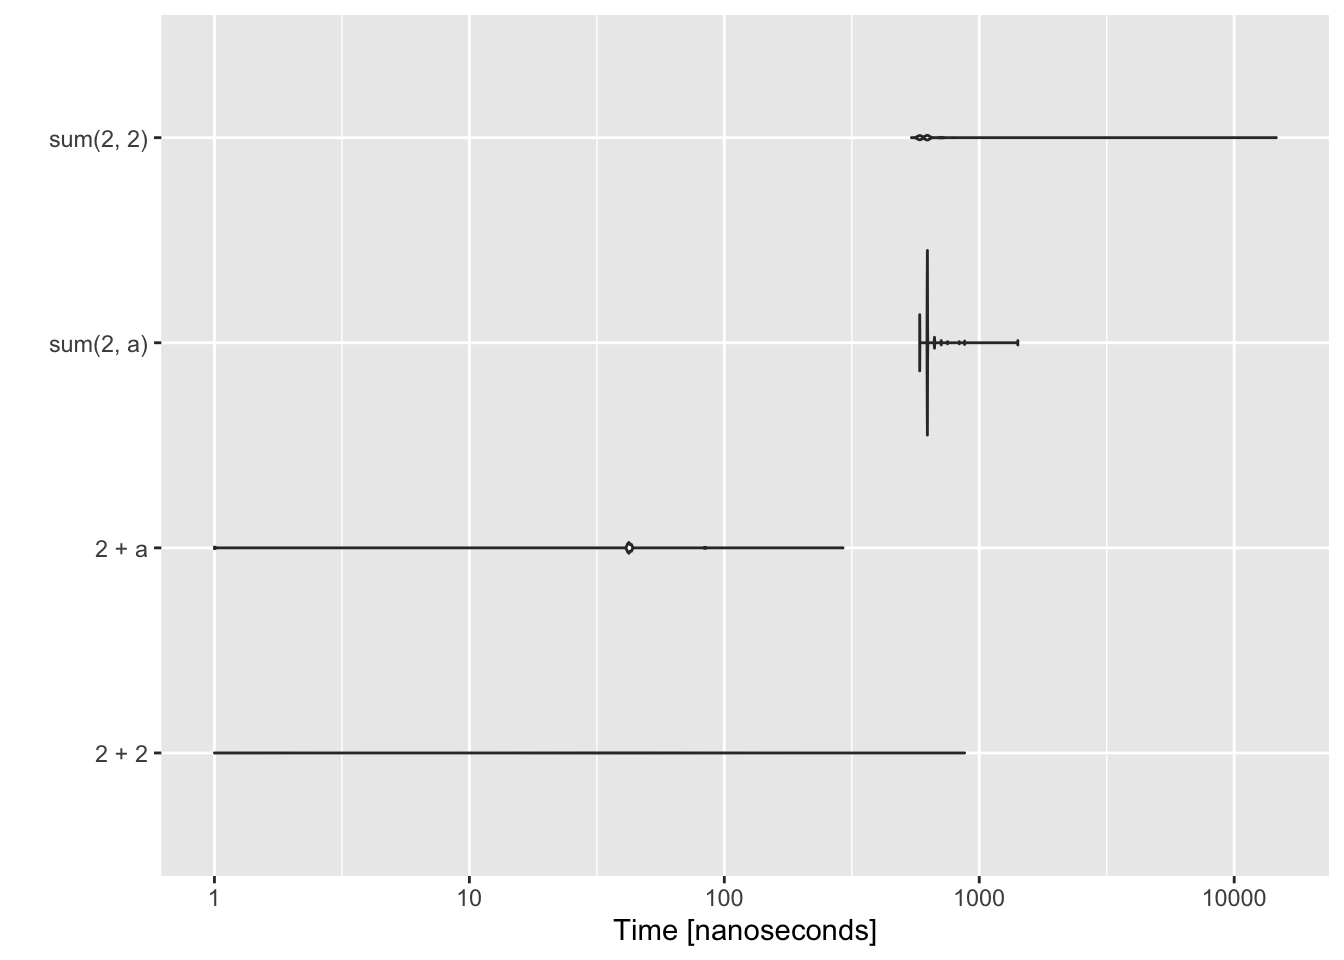 sum(2, 2)
sum(2, a)
2 + a
2 + 2
1 10 100 1000 10000
Time [nanoseconds]